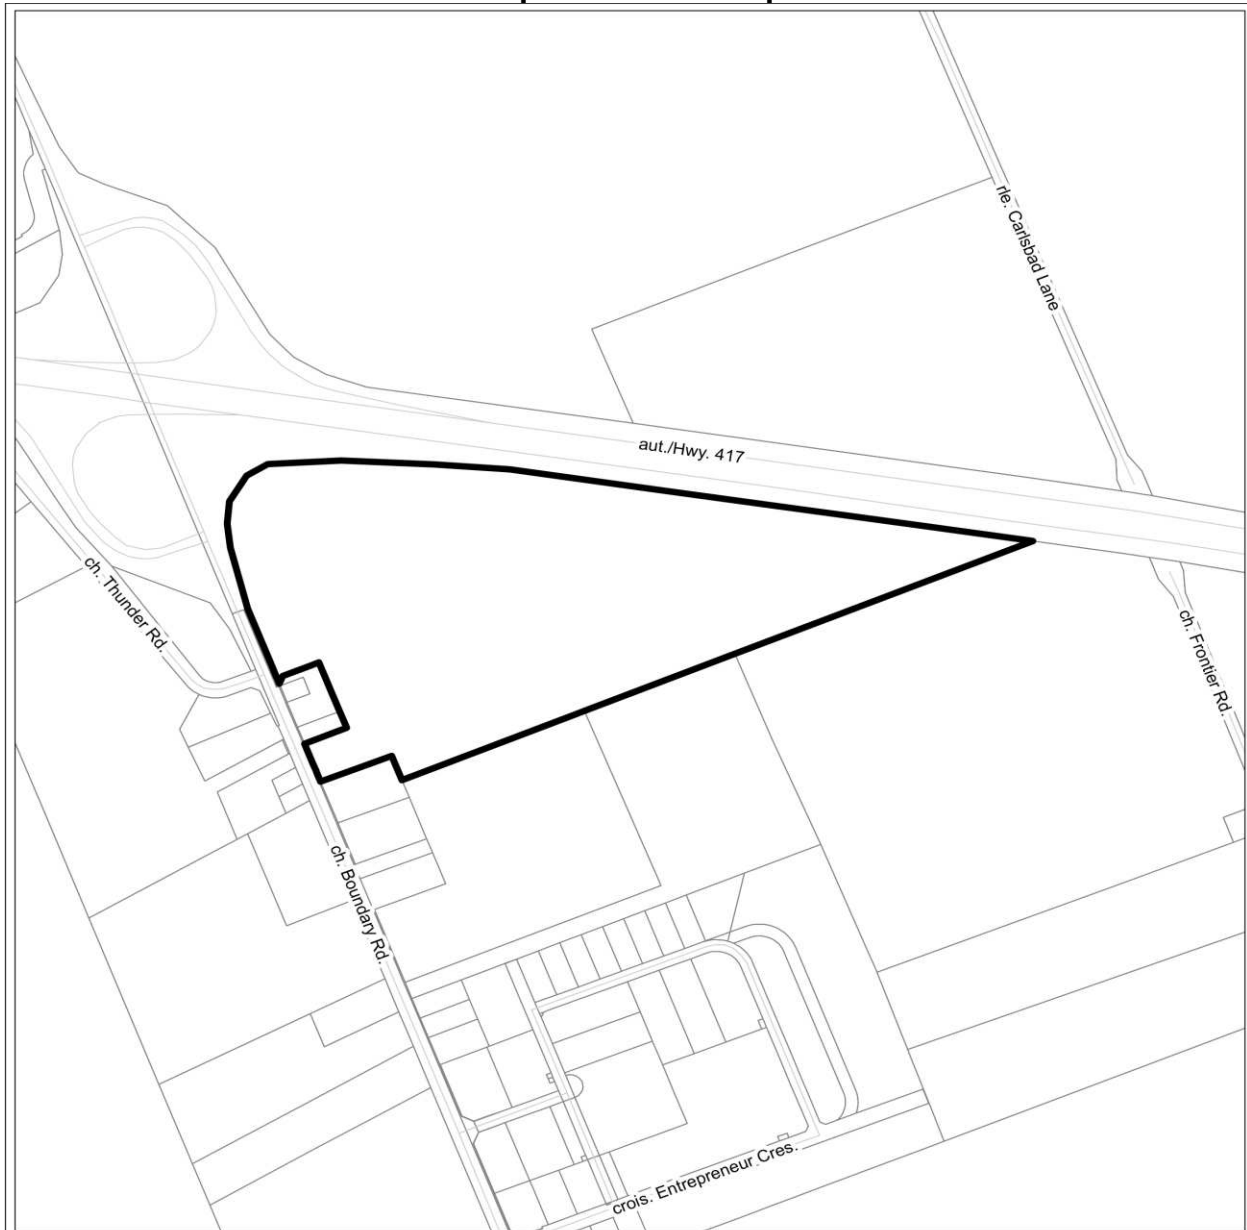 rle. Carlsbad Lane
aut./Hwy. 417
ch. Thunder Rd.
ch. Frontier Rd.
ch. Boundary Rd.
crois. Entrepreneur Cres.